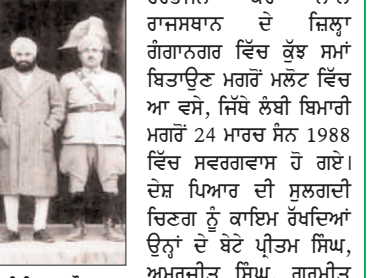 ਰਾਜਸਥਾਨ ਦੇ ਜ਼ਿਲ੍ਹਾ
ਗੰਗਾਨਗਰ ਵਿੱਚ ਕੁੱਝ ਸਮਾਂ
ਬਿਤਾਉਣ ਮਗਰੋਂ ਮਲੋਟ ਵਿੱਚ
ਆ ਵਸੇ, ਜਿੱਥੇ ਲੰਬੀ ਬਿਮਾਰੀ
ਮਗਰੋਂ 24 ਮਾਰਚ ਸੰਨ 1988
ਵਿੱਚ ਸਵਰਗਵਾਸ ਹੋ ਗਏ।
ਦੇਸ਼ ਪਿਆਰ ਦੀ ਸੁਲਗਦੀ
ਚਿਣਗ ਨੂੰ ਕਾਇਮ ਰੱਖਦਿਆਂ
ਉਨ੍ਹਾਂ ਦੇ ਬੇਟੇ ਪ੍ਰੀਤਮ ਸਿੰਘ,
ਅਮਰਜੀਤ ਸਿੰਘ, ਗੁਰਮੀਤ